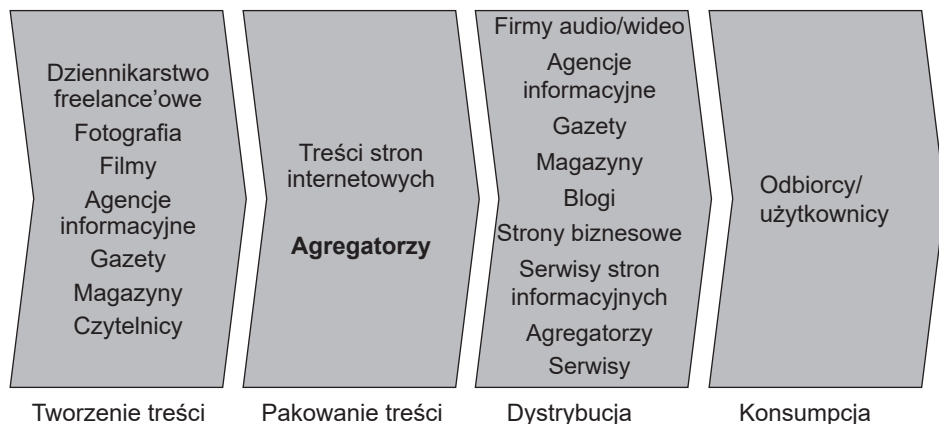 Dziennikarstwo
freelance’owe
Fotografia
Filmy
Agencje
informacyjne
Gazety
Magazyny
Czytelnicy
Tworzenie treści
Treści stron
internetowych
Agregatorzy
Pakowanie treści
Firmy audio/wideo
Agencje
informacyjne
Gazety
Magazyny
Blogi
Strony biznesowe
Serwisy stron
informacyjnych
Agregatorzy
Serwisy
Dystrybucja
Odbiorcy/
użytkownicy
Konsumpcja